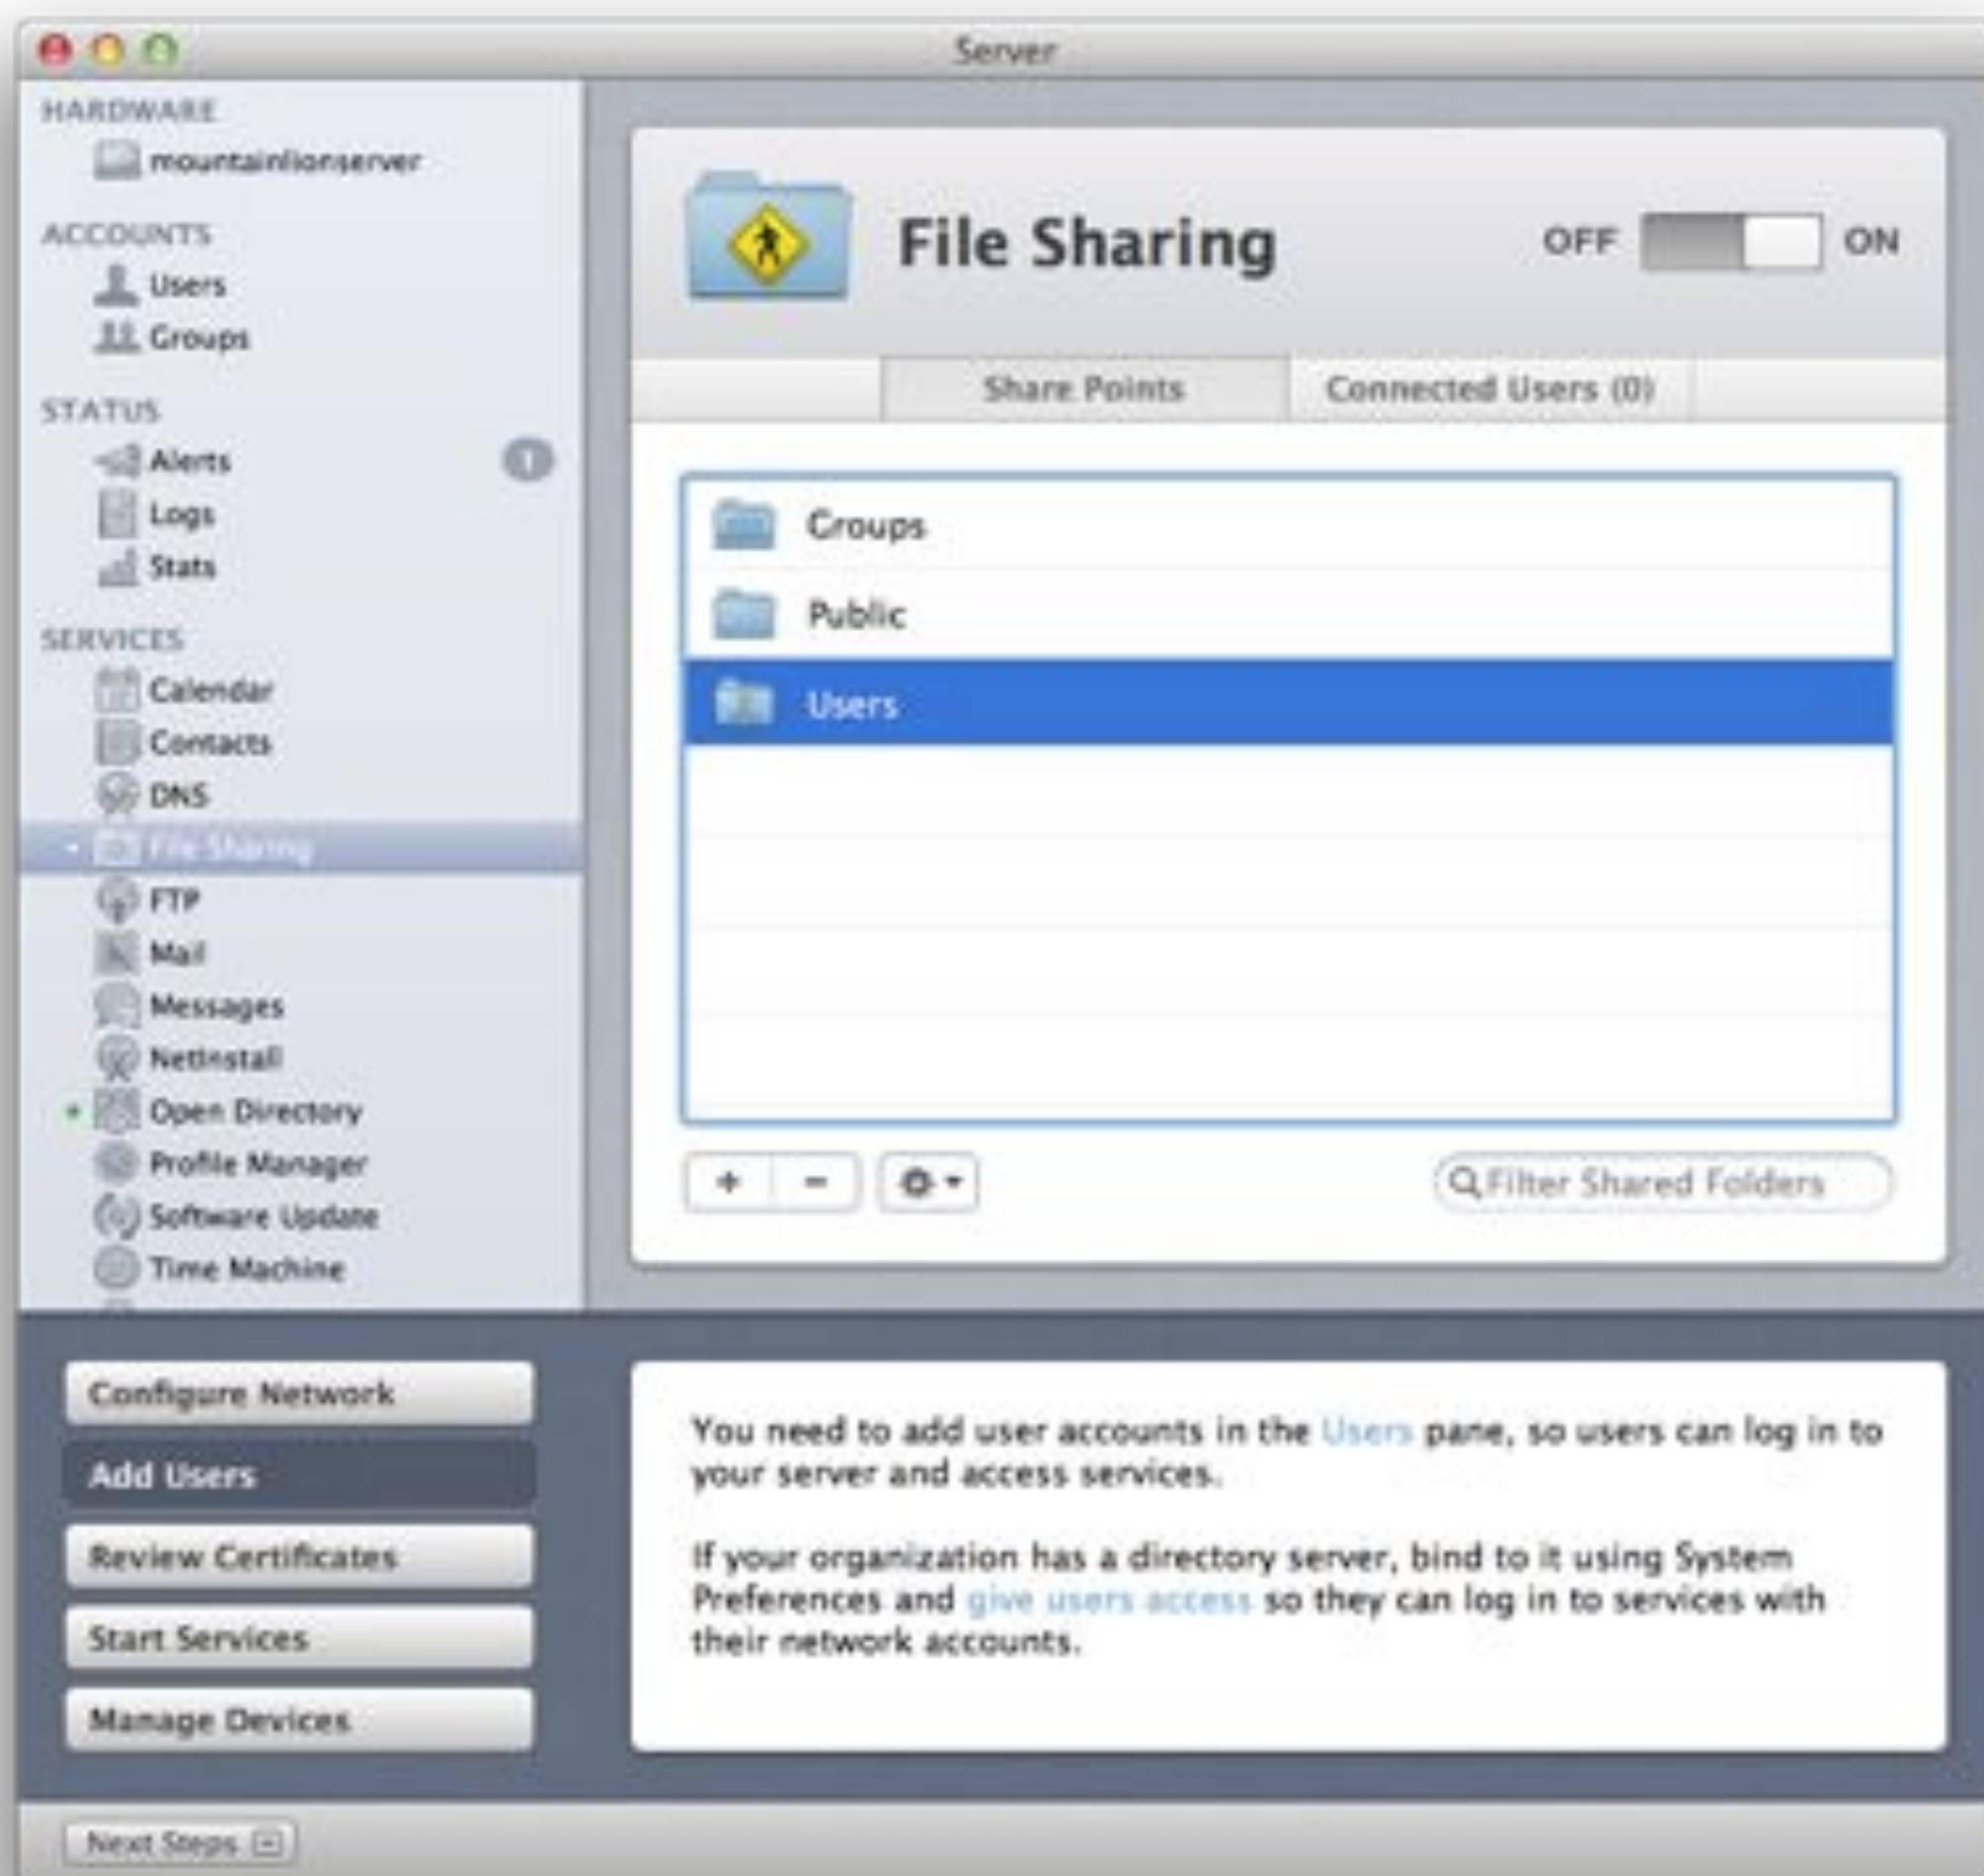 Server
HARDWARE
mountainlionserver
ACCOUNTS
Users
Groups
STATUS
Alerts 1
Logs
Stats
SERVICES
Calendar
Contacts
DNS
File Sharing
FTP
Mail
Messages
NetInstall
Open Directory
Profile Manager
Software Update
Time Machine
File Sharing OFF ON
Share Points Connected Users (0)
Groups
Public
Users
+ − Filter Shared Folders
Configure Network
Add Users
Review Certificates
Start Services
Manage Devices
You need to add user accounts in the Users pane, so users can log in to
your server and access services.
If your organization has a directory server, bind to it using System
Preferences and give users access so they can log in to services with
their network accounts.
Next Steps